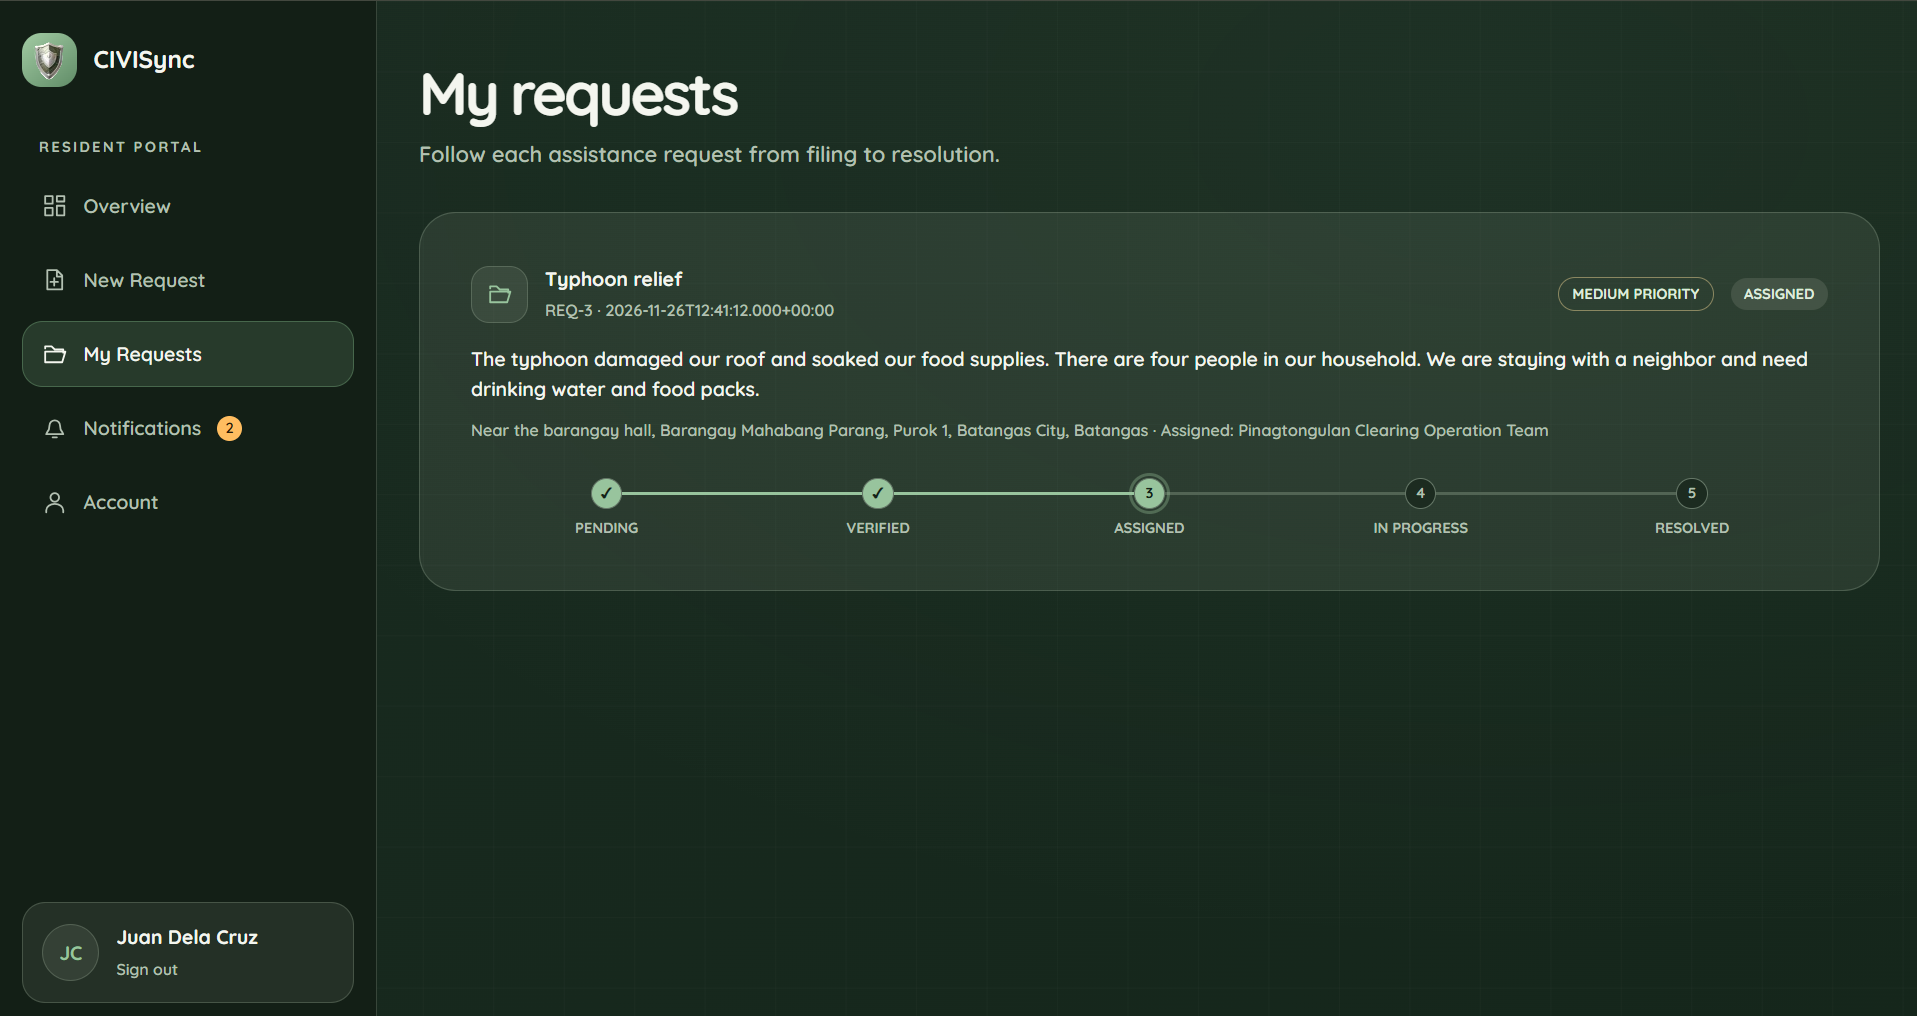 CIVISync
RESIDENT PORTAL
Overview
New Request
My Requests
Notifications 2
Account
JC
Juan Dela Cruz
Sign out
My requests
Follow each assistance request from filing to resolution.
Typhoon relief
REQ-3 · 2026-11-26T12:41:12.000+00:00
MEDIUM PRIORITY
ASSIGNED
The typhoon damaged our roof and soaked our food supplies. There are four people in our household. We are staying with a neighbor and need
drinking water and food packs.
Near the barangay hall, Barangay Mahabang Parang, Purok 1, Batangas City, Batangas · Assigned: Pinagtongulan Clearing Operation Team
✓ ✓ 3 4 5
PENDING VERIFIED ASSIGNED IN PROGRESS RESOLVED